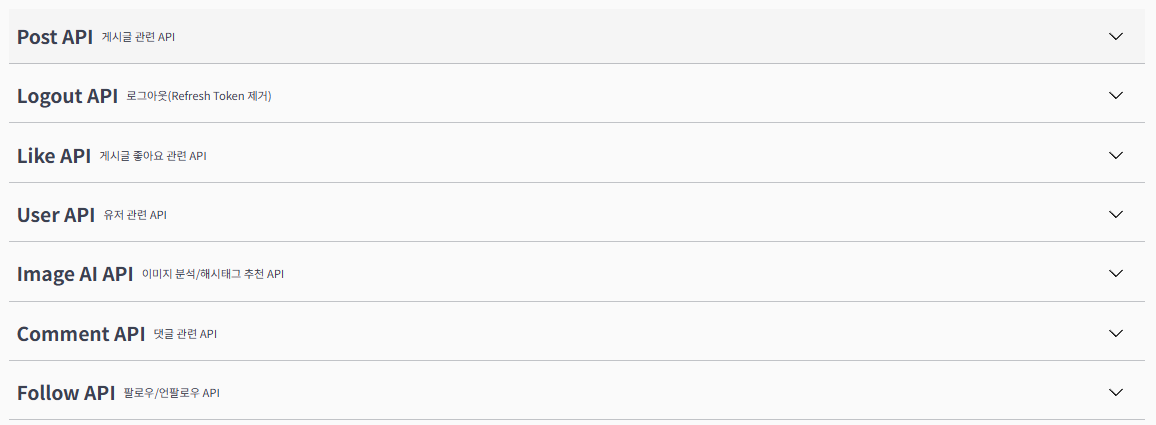 Post API 게시글 관련 API
Logout API 로그아웃(Refresh Token 제거)
Like API 게시글 좋아요 관련 API
User API 유저 관련 API
Image AI API 이미지 분석/해시태그 추천 API
Comment API 댓글 관련 API
Follow API 팔로우/언팔로우 API